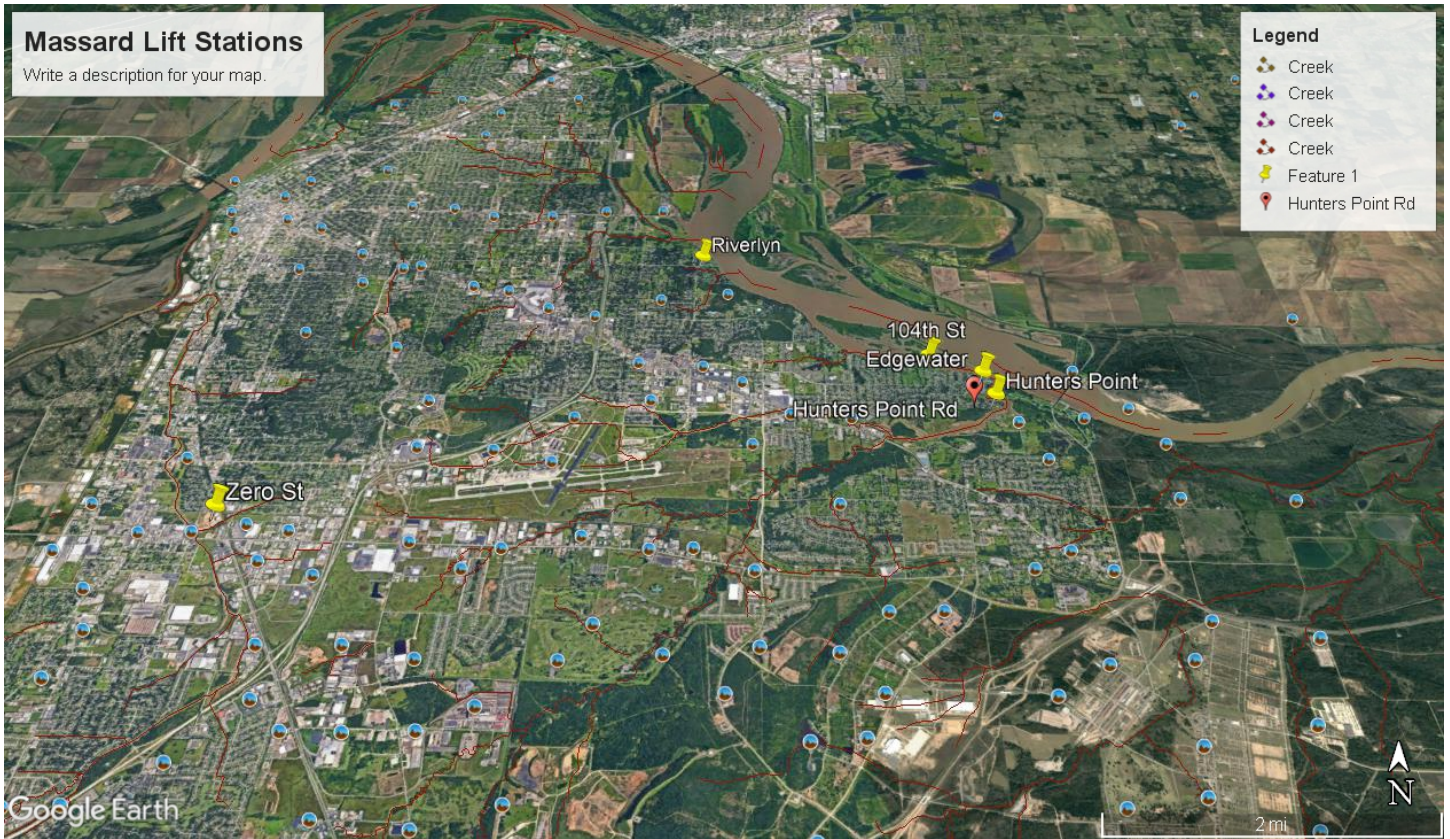 Massard Lift Stations
Write a description for your map.
Legend
Creek
Creek
Creek
Creek
Feature 1
Hunters Point Rd
Riverlyn
104th St
Edgewater
Hunters Point
Hunters Point Rd
Zero St
Google Earth
N
2 mi